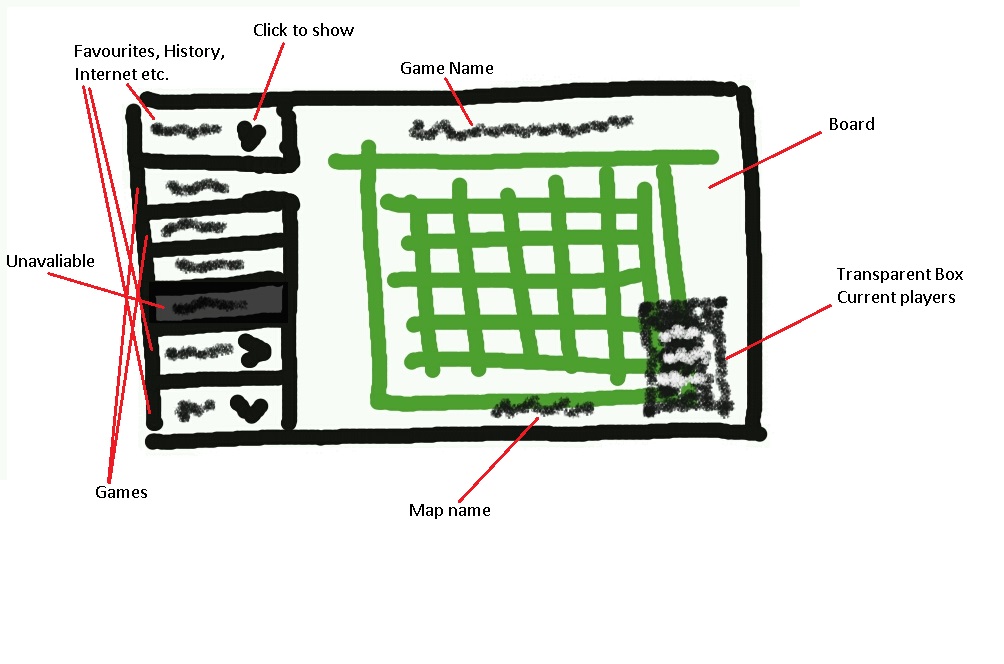 Click to show
Favourites, History,
Internet etc.
Game Name
Board
Unavaliable
Transparent Box
Current players
Games
Map name